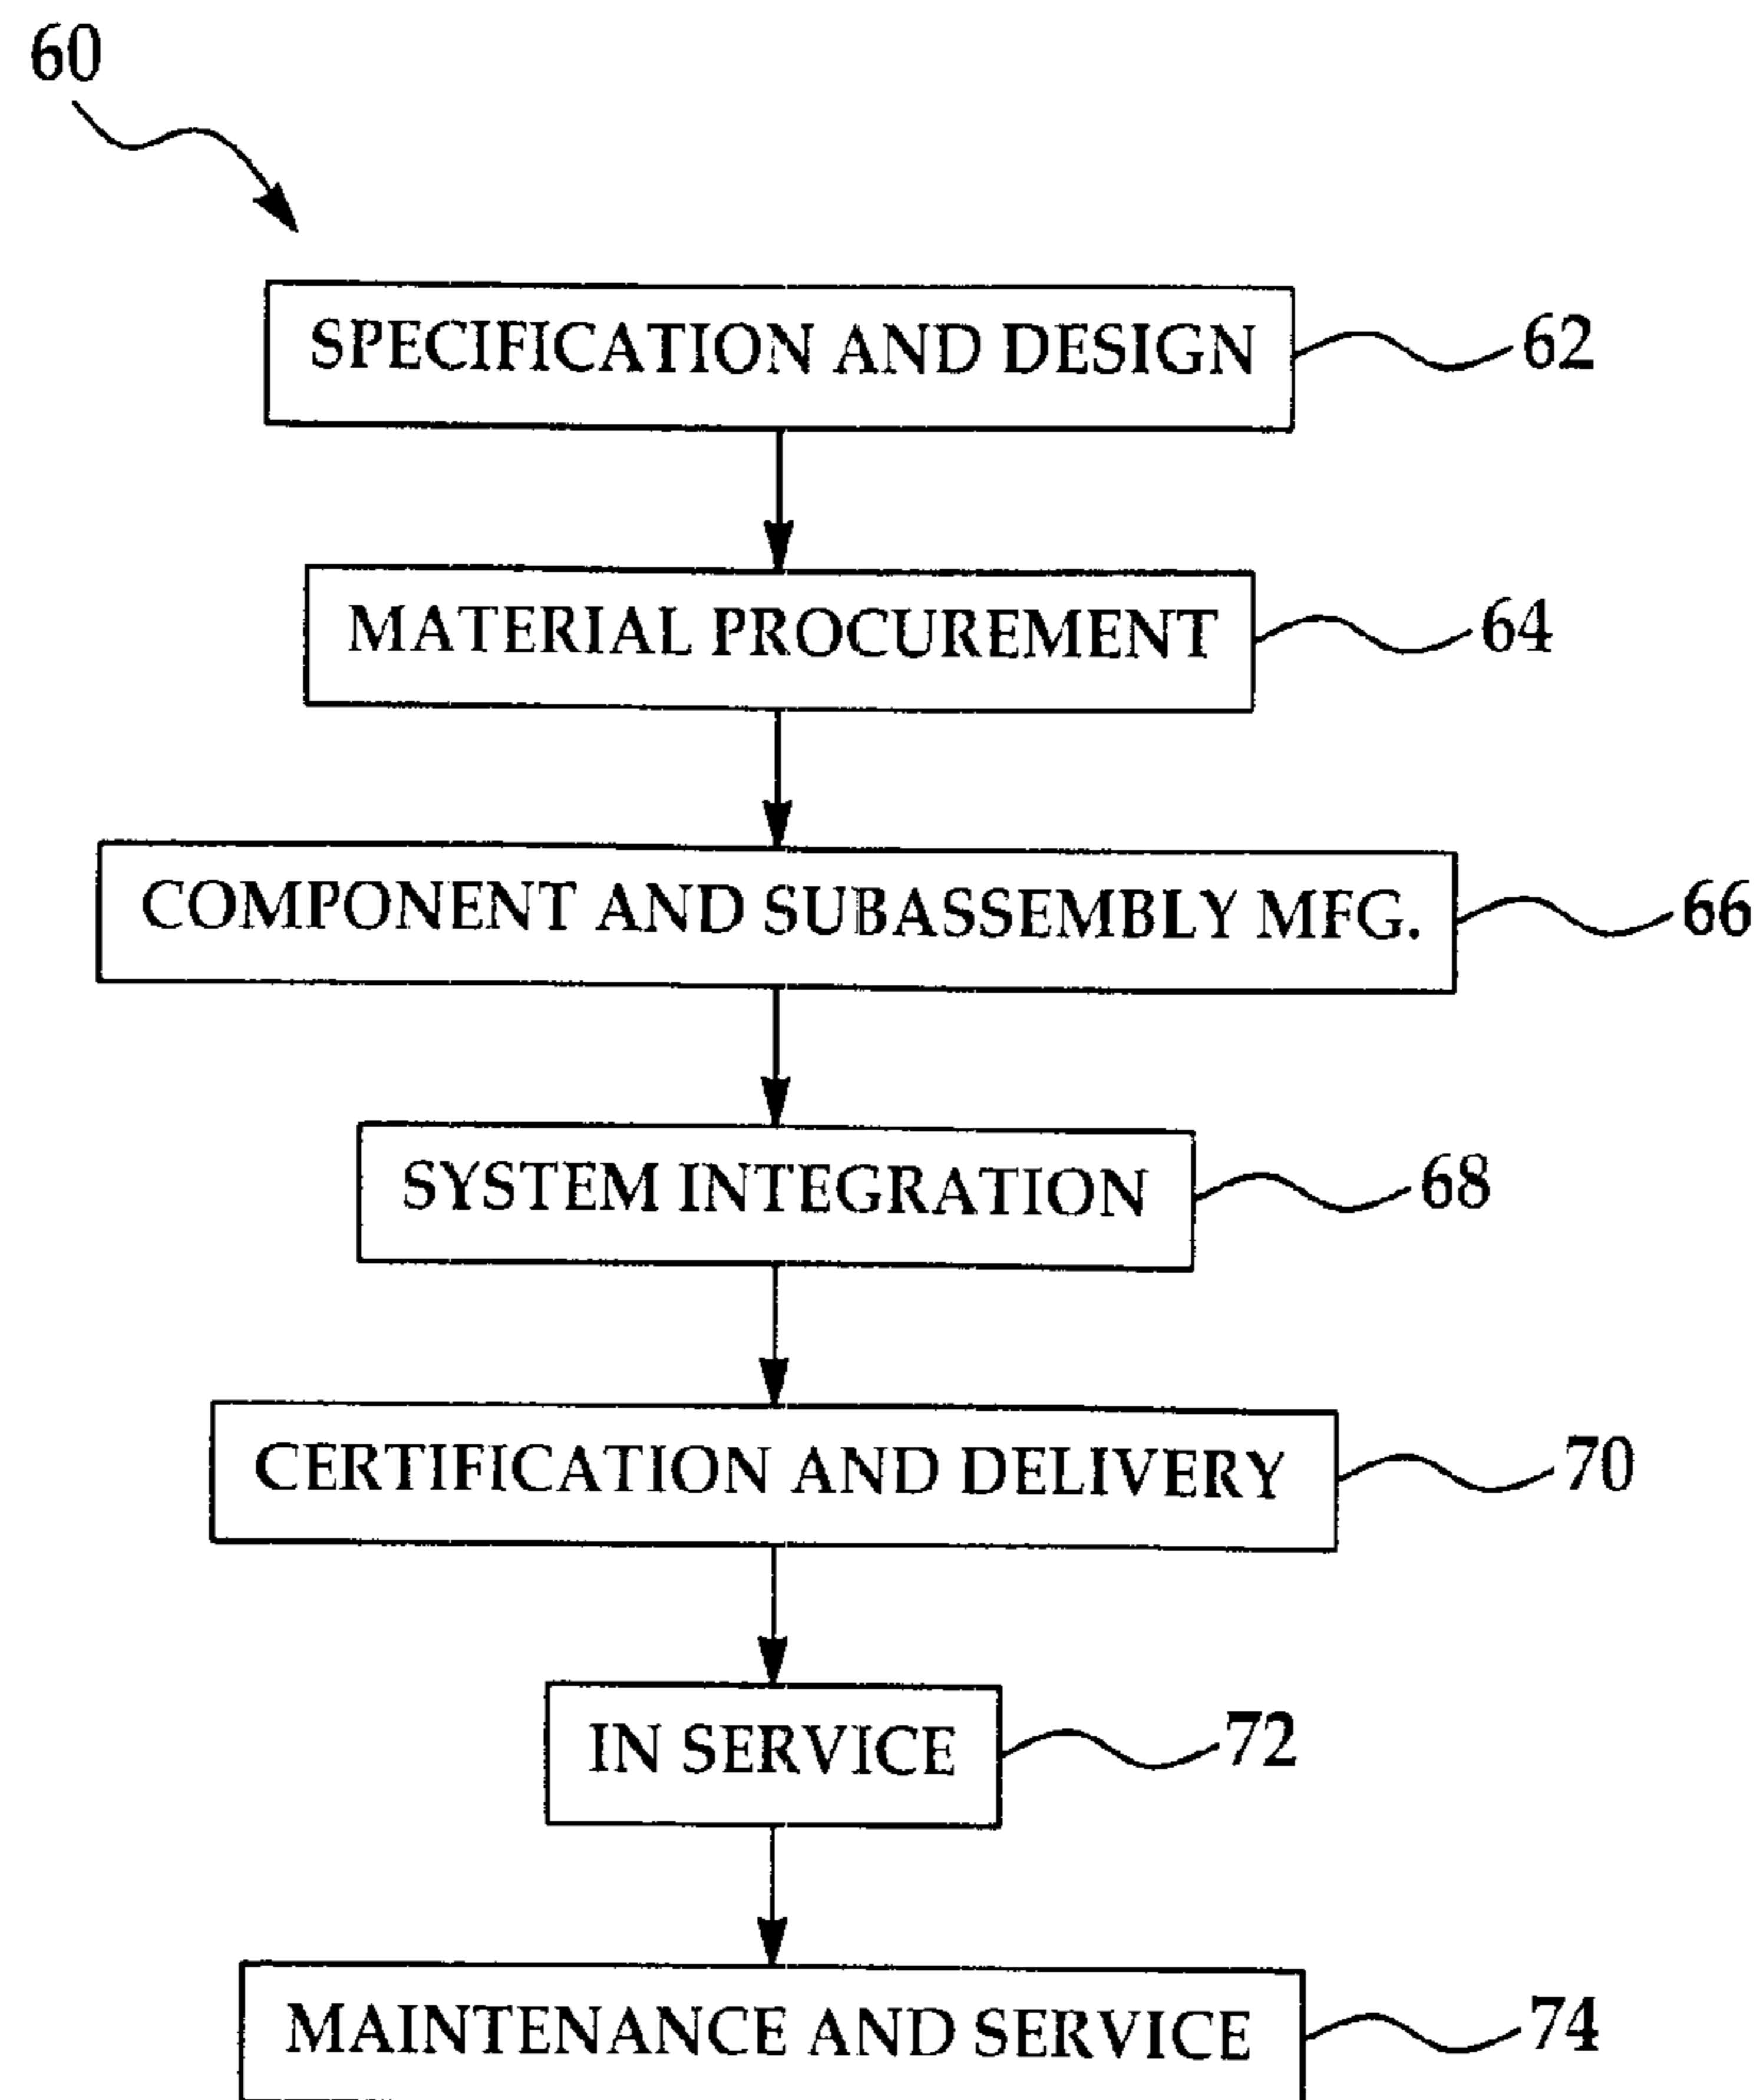 60
SPECIFICATION AND DESIGN 62
MATERIAL PROCUREMENT 64
COMPONENT AND SUBASSEMBLY MFG. 66
SYSTEM INTEGRATION 68
CERTIFICATION AND DELIVERY 70
IN SERVICE 72
MAINTENANCE AND SERVICE 74